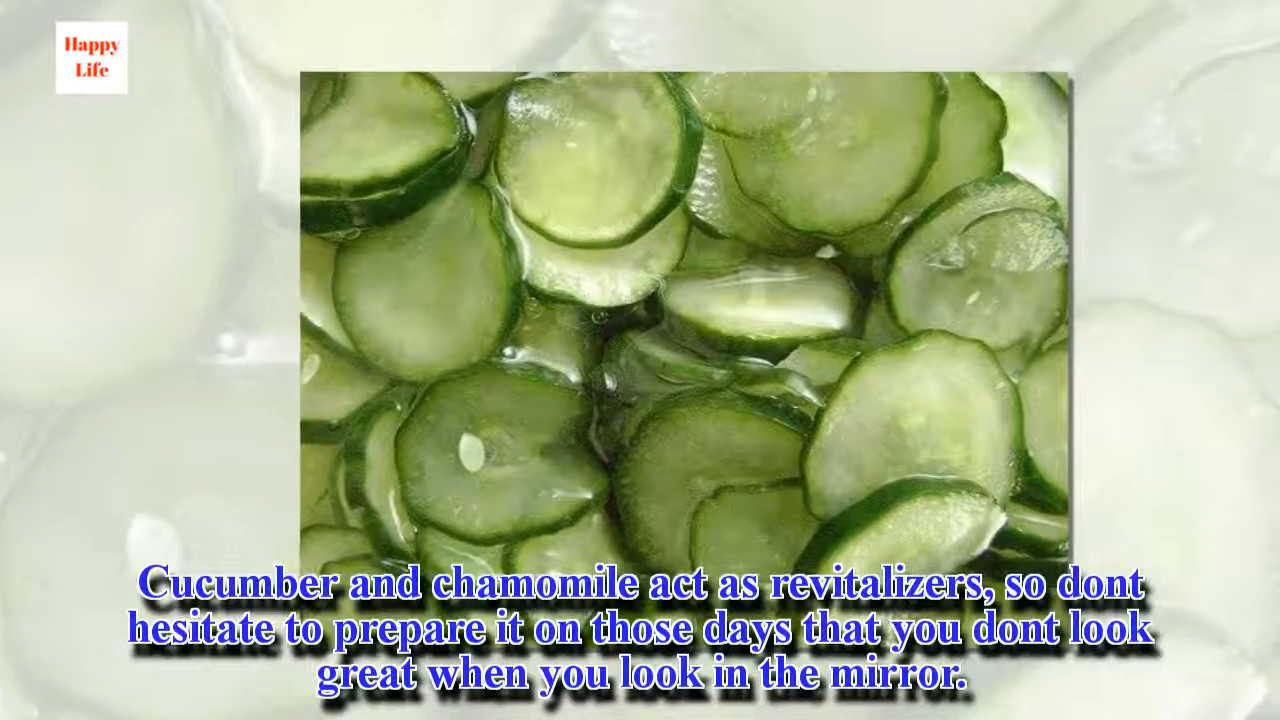 Happy
Life
Cucumber and chamomile act as revitalizers, so dont
hesitate to prepare it on those days that you dont look
great when you look in the mirror.